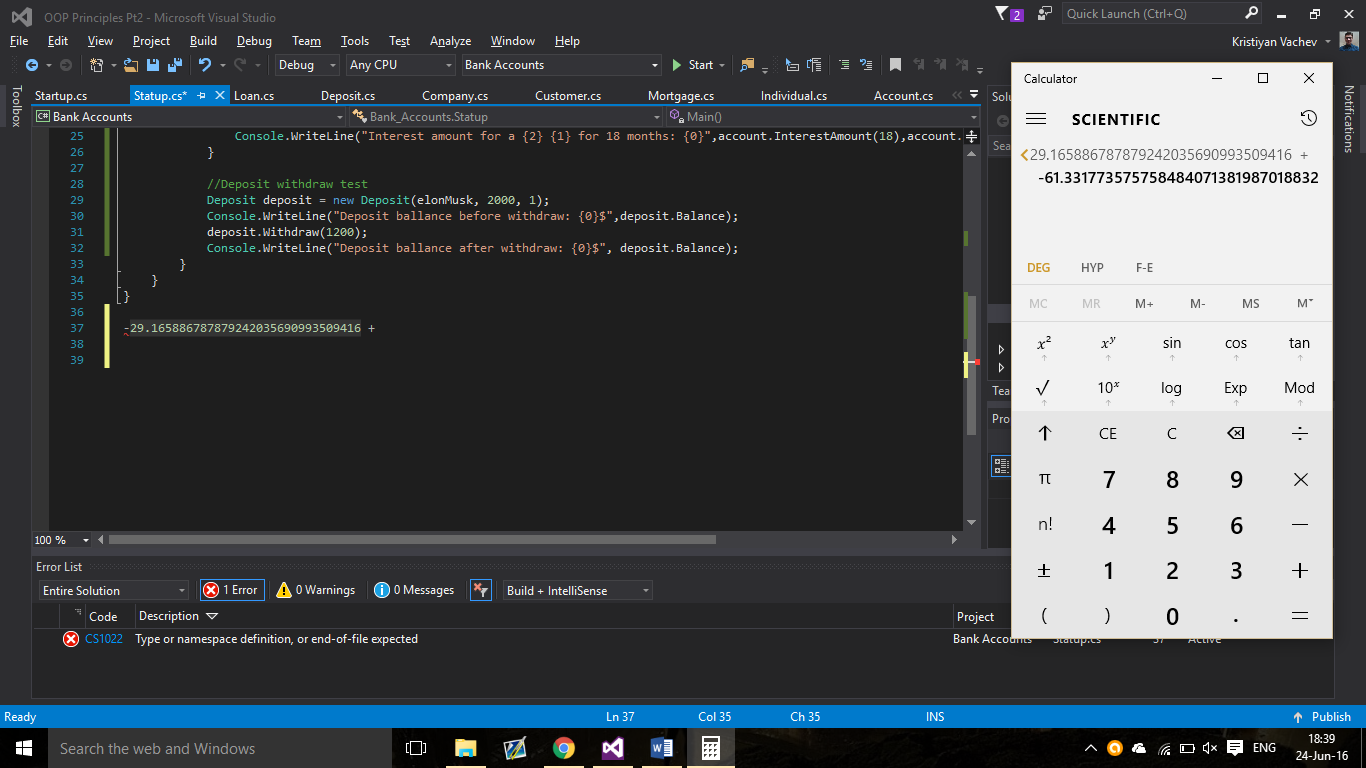 OOP Principles Pt2 - Microsoft Visual Studio
2
Quick Launch (Ctrl+Q)
File Edit View Project Build Debug Team Tools Test Analyze Window Help
Kristiyan Vachev
Debug Any CPU Bank Accounts Start
Toolbox
Startup.cs Statup.cs* Loan.cs Deposit.cs Company.cs Customer.cs Mortgage.cs Individual.cs Account.cs
C# Bank Accounts Bank_Accounts.Statup Main()
25 Console.WriteLine("Interest amount for a {2} {1} for 18 months: {0}",account.InterestAmount(18),account.
26 }
27
28 //Deposit withdraw test
29 Deposit deposit = new Deposit(elonMusk, 2000, 1);
30 Console.WriteLine("Deposit ballance before withdraw: {0}$",deposit.Balance);
31 deposit.Withdraw(1200);
32 Console.WriteLine("Deposit ballance after withdraw: {0}$", deposit.Balance);
33 }
34 }
35 }
36
37 -29.165886787879242035690993509416 +
38
39
100 %
Solu
Sea
Tea
Pro
Notifications
Calculator
SCIENTIFIC
29.165886787879242035690993509416 +
-61.331773575758484071381987018832
DEG HYP F-E
MC MR M+ M- MS M˅
x² xʸ sin cos tan
√ 10ˣ log Exp Mod
↑ CE C ⌫ ÷
π 7 8 9 ×
n! 4 5 6 −
± 1 2 3 +
( ) 0 . =
Error List
Entire Solution 1 Error 0 Warnings 0 Messages Build + IntelliSense
Code Description Project
CS1022 Type or namespace definition, or end-of-file expected Bank Accounts Statup.cs 37 Active
Ready Ln 37 Col 35 Ch 35 INS Publish
Search the web and Windows
ENG
18:39
24-Jun-16